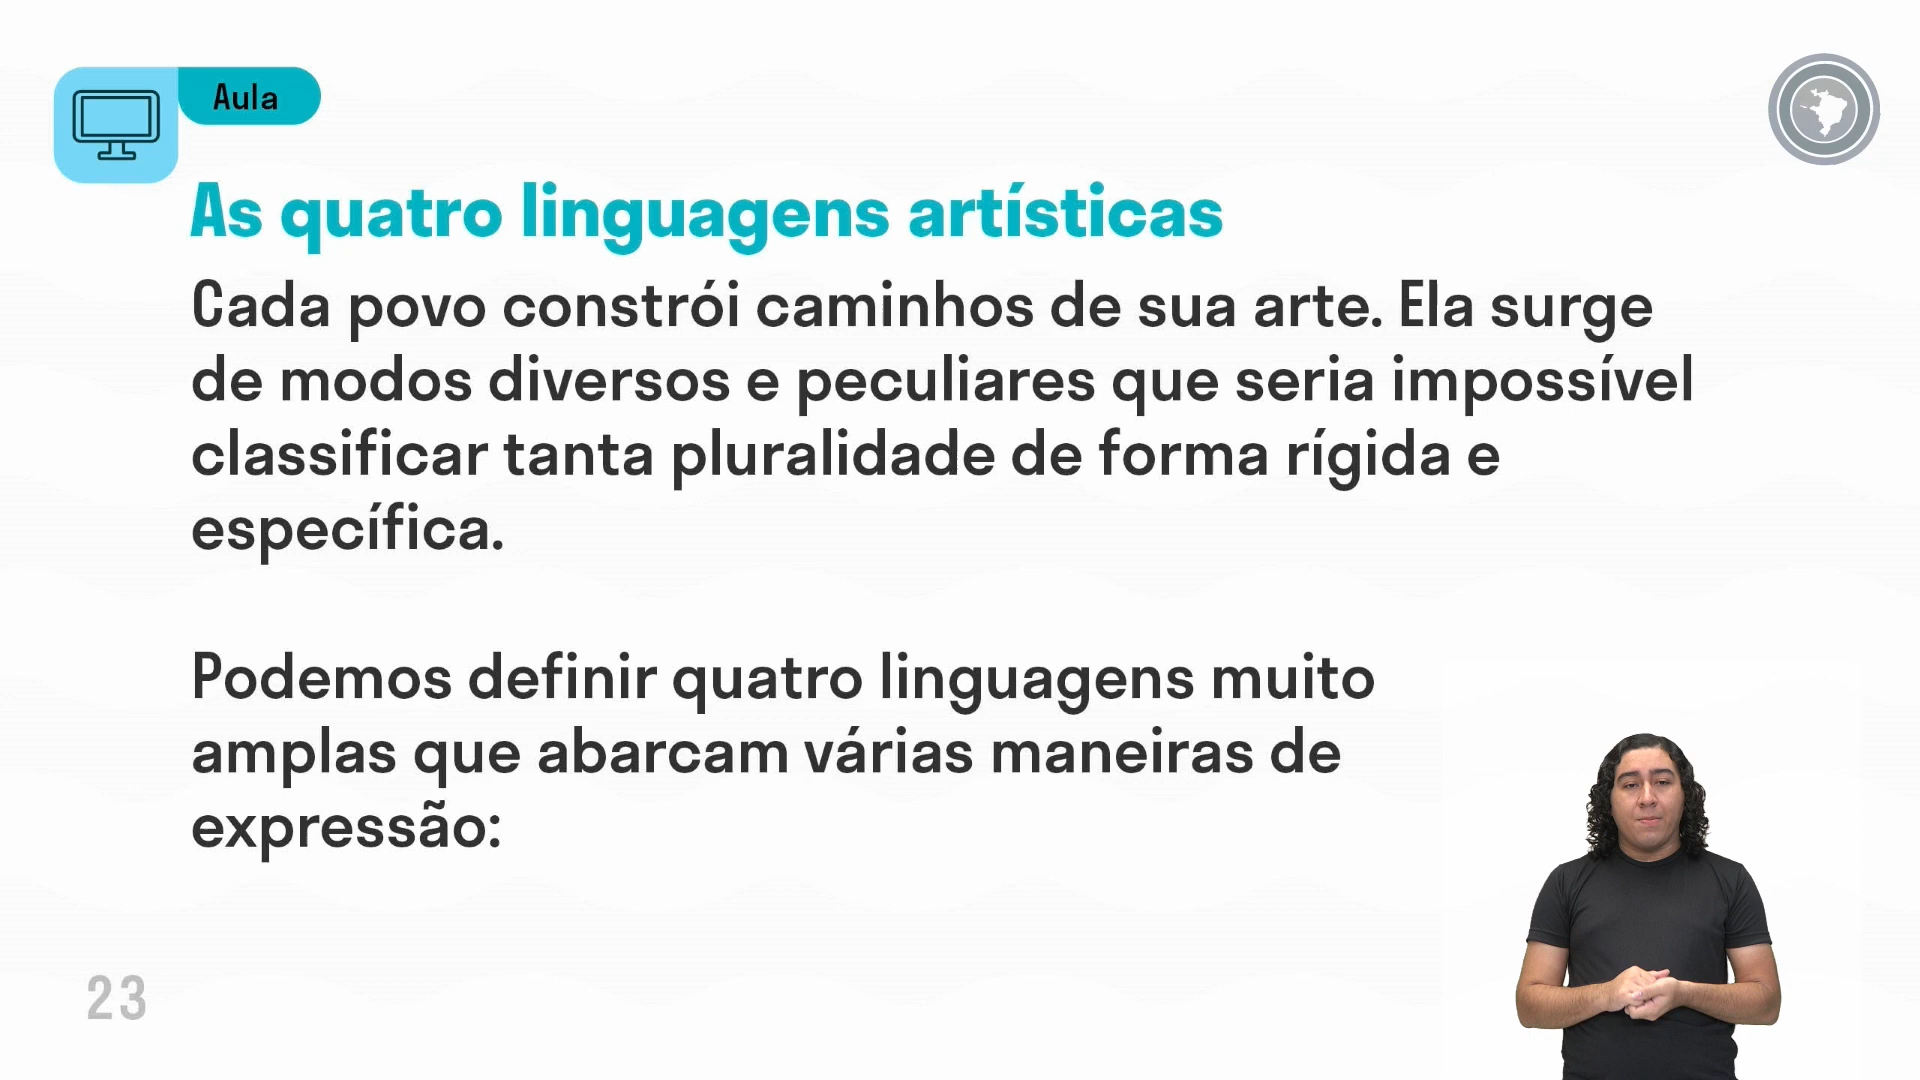 Aula
As quatro linguagens artísticas
Cada povo constrói caminhos de sua arte. Ela surge
de modos diversos e peculiares que seria impossível
classificar tanta pluralidade de forma rígida e
específica.
Podemos definir quatro linguagens muito
amplas que abarcam várias maneiras de
expressão:
23